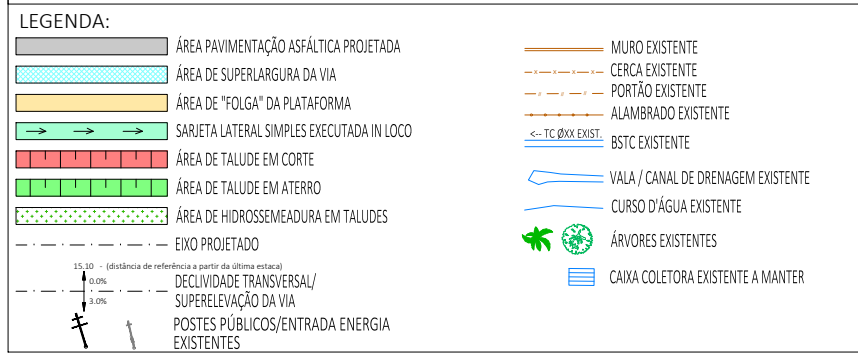 LEGENDA:
ÁREA PAVIMENTAÇÃO ASFÁLTICA PROJETADA
ÁREA DE SUPERLARGURA DA VIA
ÁREA DE "FOLGA" DA PLATAFORMA
SARJETA LATERAL SIMPLES EXECUTADA IN LOCO
ÁREA DE TALUDE EM CORTE
ÁREA DE TALUDE EM ATERRO
ÁREA DE HIDROSSEMEADURA EM TALUDES
EIXO PROJETADO
15.10 - (distância de referência a partir da última estaca)
0.0%
3.0%
DECLIVIDADE TRANSVERSAL/
SUPERELEVAÇÃO DA VIA
POSTES PÚBLICOS/ENTRADA ENERGIA
EXISTENTES
MURO EXISTENTE
CERCA EXISTENTE
PORTÃO EXISTENTE
ALAMBRADO EXISTENTE
<-- TC ØXX EXIST.
BSTC EXISTENTE
VALA / CANAL DE DRENAGEM EXISTENTE
CURSO D'ÁGUA EXISTENTE
ÁRVORES EXISTENTES
CAIXA COLETORA EXISTENTE A MANTER